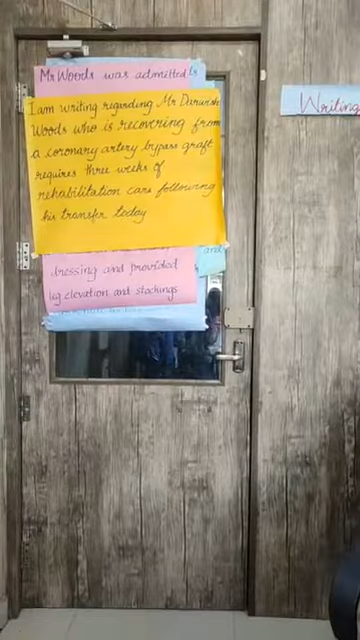 Mr Woods was admitted
I am writing regarding Mr Darwish
Woods who is recovering from
a coronary artery bypass graft
requires three weeks of
rehabilitation care following
his transfer today
and
dressing and provided
leg elevation and stockings
Writing